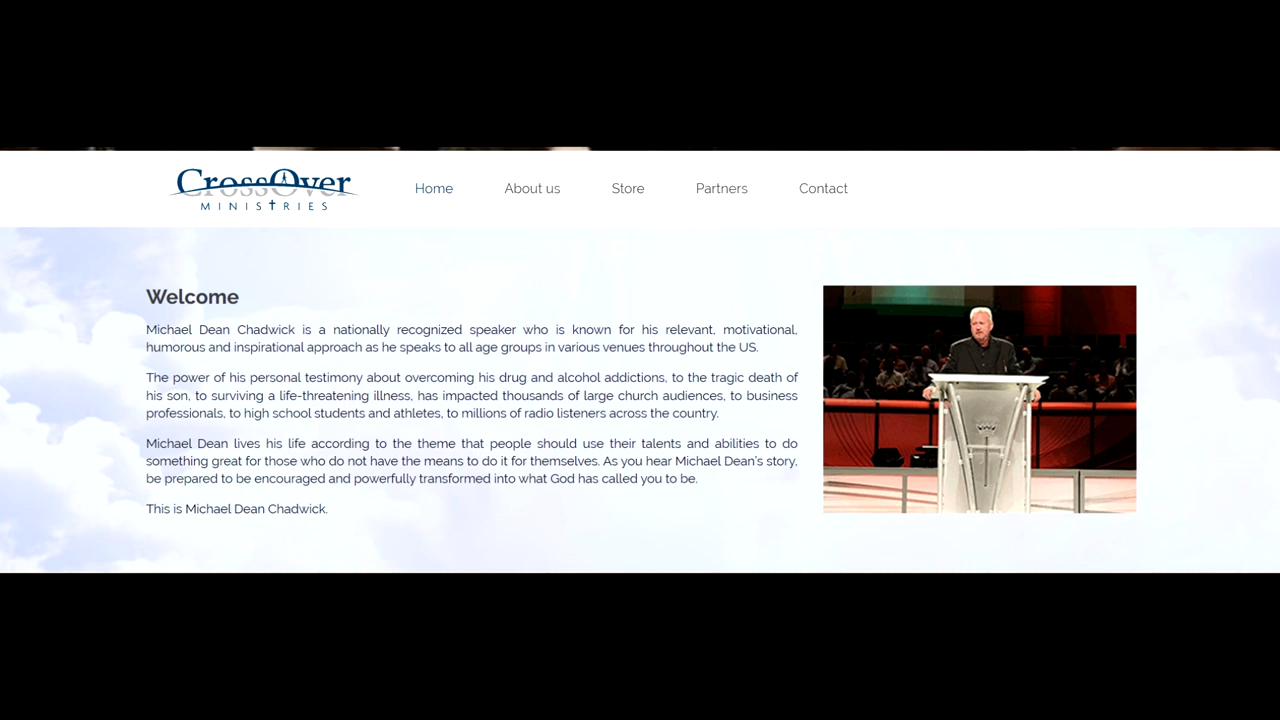 CrossOver
MINISTRIES
Home
About us
Store
Partners
Contact
Welcome
Michael Dean Chadwick is a nationally recognized speaker who is known for his relevant, motivational,
humorous and inspirational approach as he speaks to all age groups in various venues throughout the US.
The power of his personal testimony about overcoming his drug and alcohol addictions, to the tragic death of
his son, to surviving a life-threatening illness, has impacted thousands of large church audiences, to business
professionals, to high school students and athletes, to millions of radio listeners across the country.
Michael Dean lives his life according to the theme that people should use their talents and abilities to do
something great for those who do not have the means to do it for themselves. As you hear Michael Dean's story,
be prepared to be encouraged and powerfully transformed into what God has called you to be.
This is Michael Dean Chadwick.